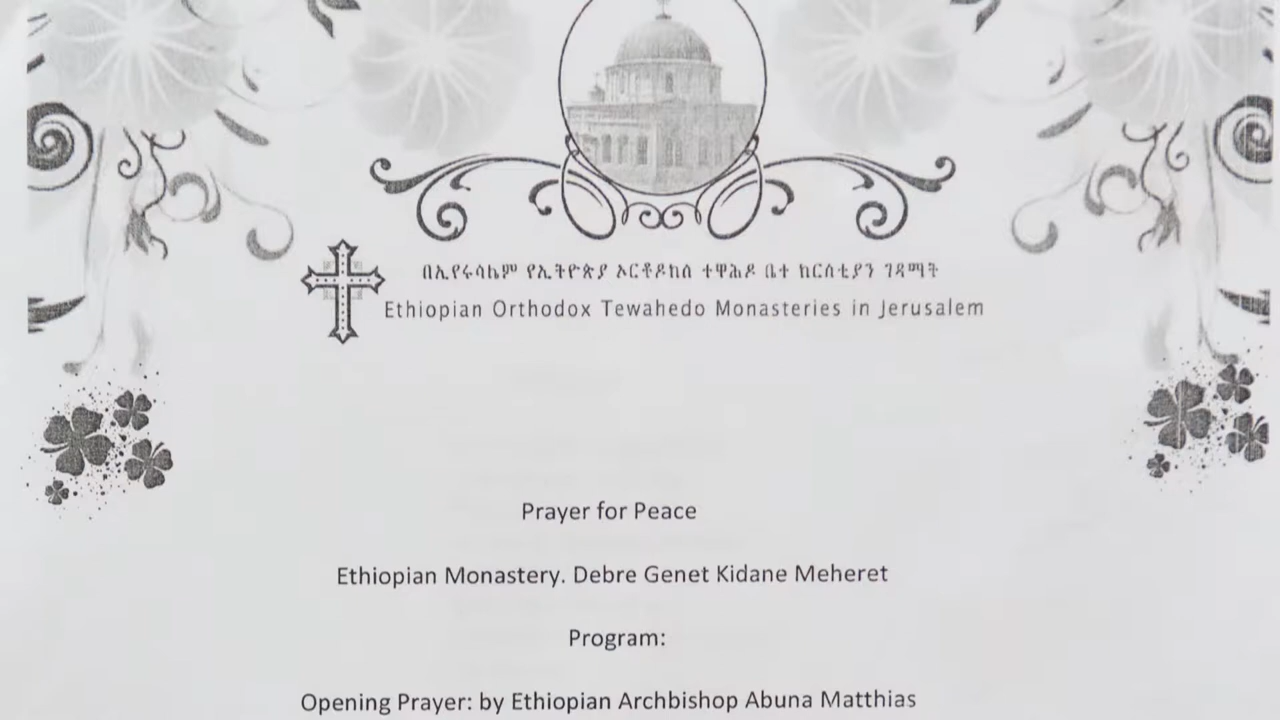 በኢየሩሳሌም የኢትዮጵያ ኦርቶዶክስ ተዋሕዶ ቤተ ክርስቲያን ገዳማት
Ethiopian Orthodox Tewahedo Monasteries in Jerusalem
Prayer for Peace
Ethiopian Monastery. Debre Genet Kidane Meheret
Program:
Opening Prayer: by Ethiopian Archbishop Abuna Matthias